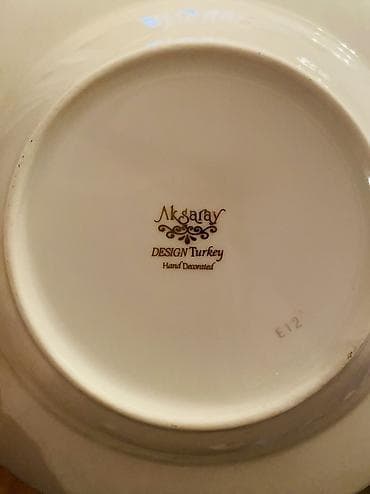 Aksaray
DESIGN Turkey
Hand Decorated
E12